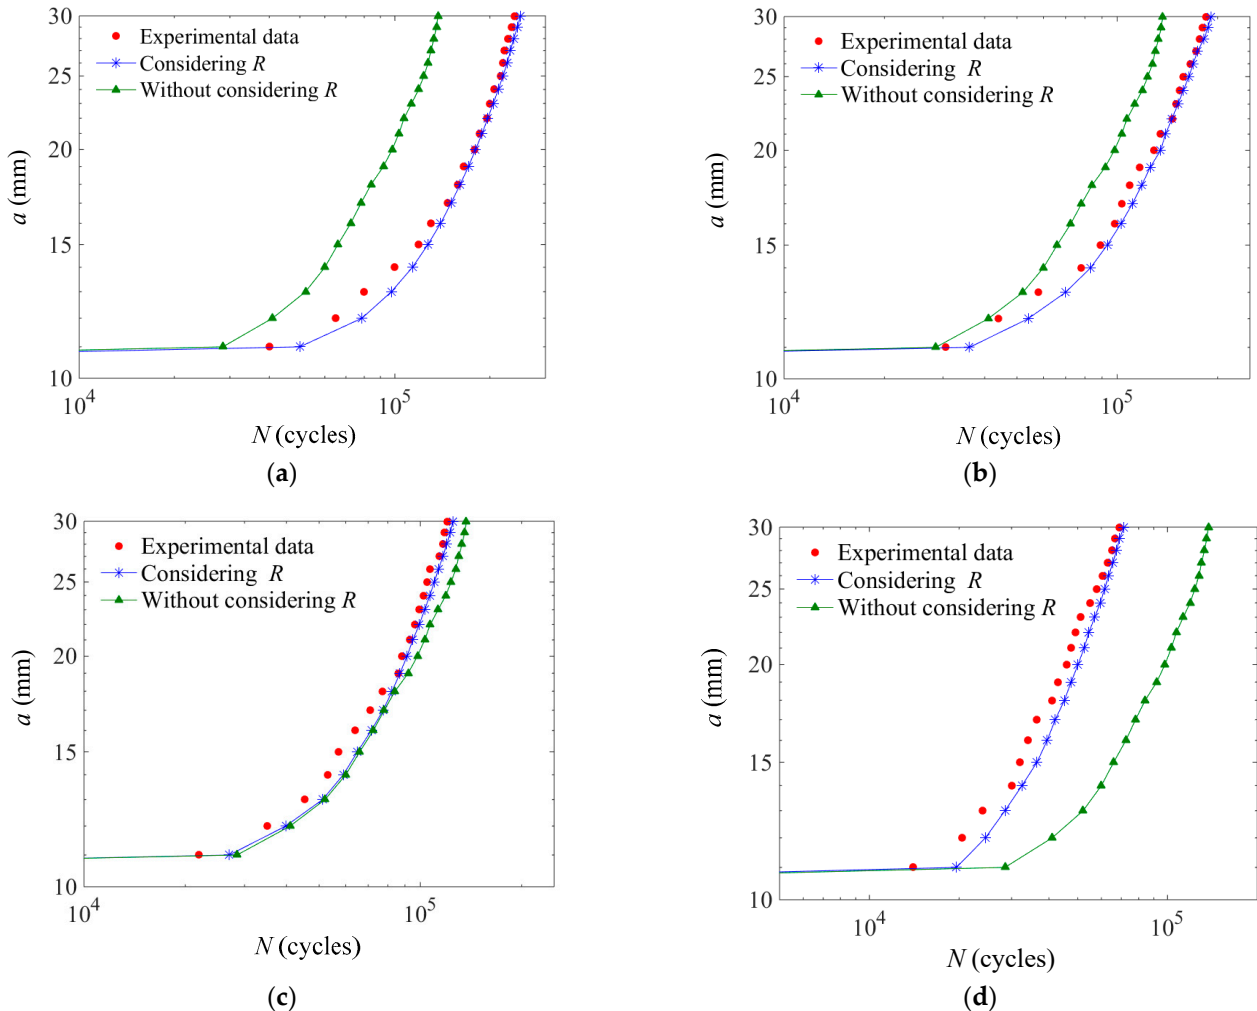 30
25
20
15
10
a (mm)
Experimental data
Considering R
Without considering R
10^4
10^5
N (cycles)
(a)
30
25
20
15
10
a (mm)
Experimental data
Considering R
Without considering R
10^4
10^5
N (cycles)
(b)
30
25
20
15
10
a (mm)
Experimental data
Considering R
Without considering R
10^4
10^5
N (cycles)
(c)
30
25
20
15
10
a (mm)
Experimental data
Considering R
Without considering R
10^4
10^5
N (cycles)
(d)